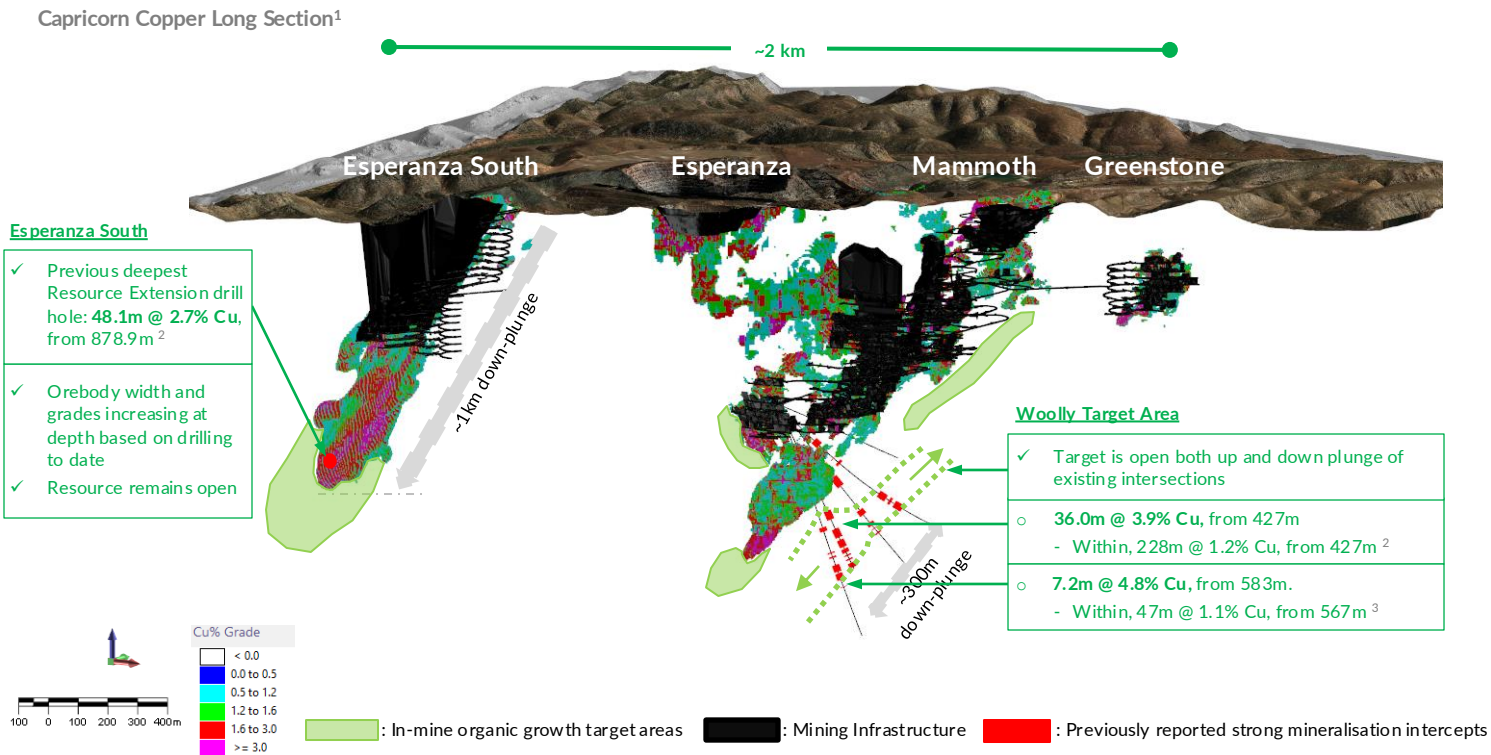 Capricorn Copper Long Section1
~2 km
Esperanza South
Esperanza
Mammoth
Greenstone
Esperanza South
✓ Previous deepest
Resource Extension drill
hole: 48.1m @ 2.7% Cu,
from 878.9m 2
✓ Orebody width and
grades increasing at
depth based on drilling
to date
✓ Resource remains open
~1km down-plunge
Woolly Target Area
✓ Target is open both up and down plunge of
existing intersections
○ 36.0m @ 3.9% Cu, from 427m
- Within, 228m @ 1.2% Cu, from 427m 2
○ 7.2m @ 4.8% Cu, from 583m.
- Within, 47m @ 1.1% Cu, from 567m 3
~300m
down-plunge
Cu% Grade
< 0.0
0.0 to 0.5
0.5 to 1.2
1.2 to 1.6
1.6 to 3.0
>= 3.0
100 0 100 200 300 400m
: In-mine organic growth target areas
: Mining Infrastructure
: Previously reported strong mineralisation intercepts